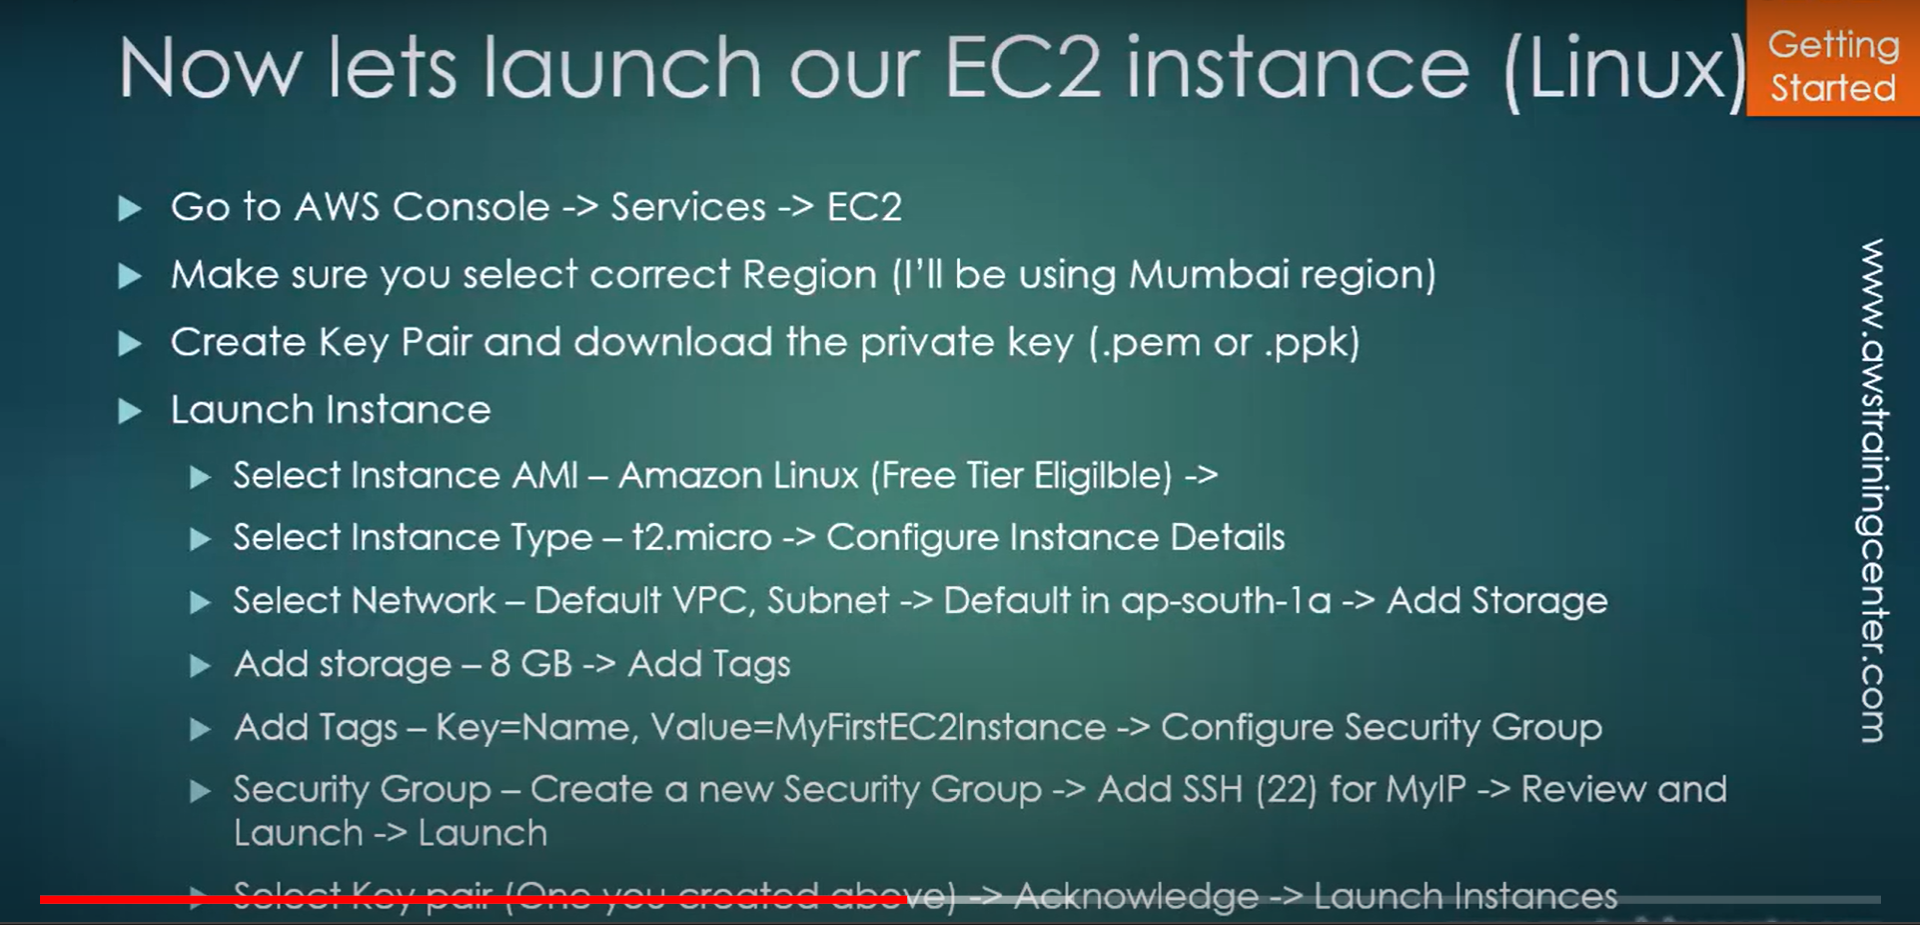 Now lets launch our EC2 instance (Linux)
Getting
Started
Go to AWS Console -> Services -> EC2
Make sure you select correct Region (I'll be using Mumbai region)
Create Key Pair and download the private key (.pem or .ppk)
Launch Instance
Select Instance AMI – Amazon Linux (Free Tier Eligilble) ->
Select Instance Type – t2.micro -> Configure Instance Details
Select Network – Default VPC, Subnet -> Default in ap-south-1a -> Add Storage
Add storage – 8 GB -> Add Tags
Add Tags – Key=Name, Value=MyFirstEC2Instance -> Configure Security Group
Security Group – Create a new Security Group -> Add SSH (22) for MyIP -> Review and
Launch -> Launch
Select Key pair (One you created above) -> Acknowledge -> Launch Instances
www.awstrainingcenter.com